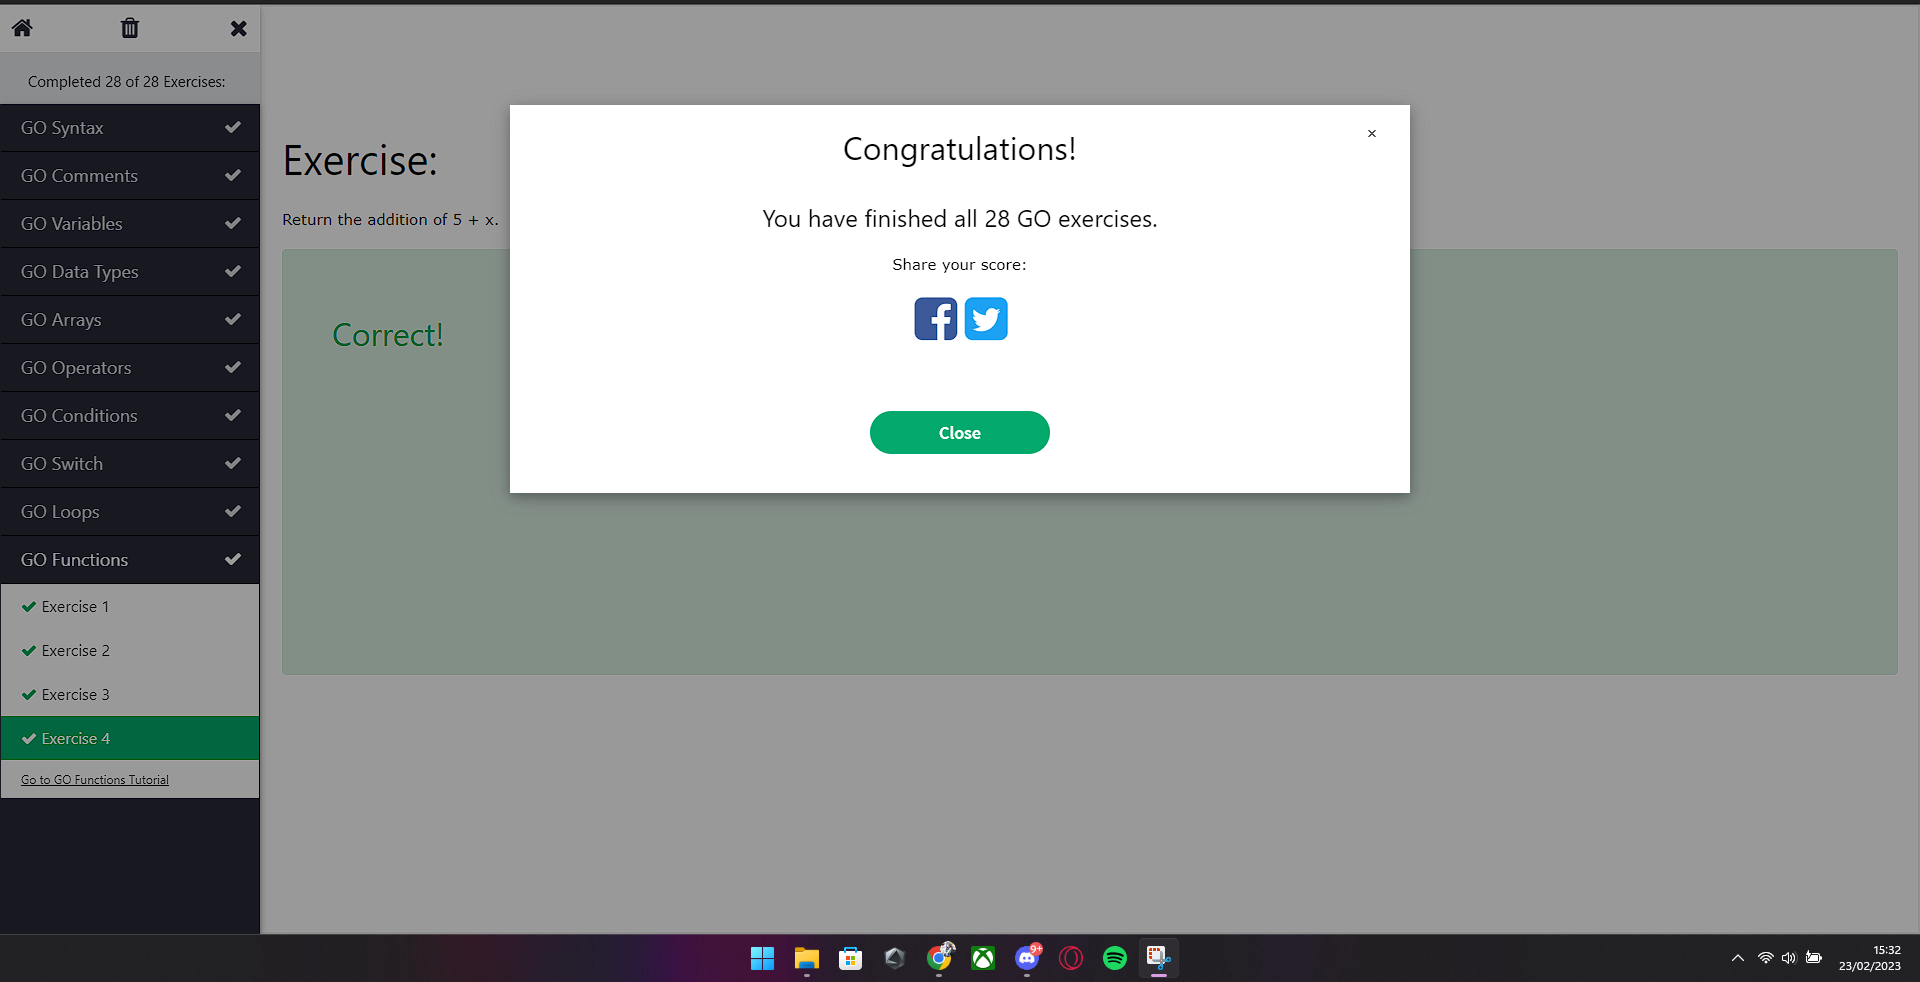 Completed 28 of 28 Exercises:
GO Syntax
GO Comments
GO Variables
GO Data Types
GO Arrays
GO Operators
GO Conditions
GO Switch
GO Loops
GO Functions
Exercise 1
Exercise 2
Exercise 3
Exercise 4
Go to GO Functions Tutorial
Exercise:
Return the addition of 5 + x.
Correct!
×
Congratulations!
You have finished all 28 GO exercises.
Share your score:
Close
9+
15:32
23/02/2023